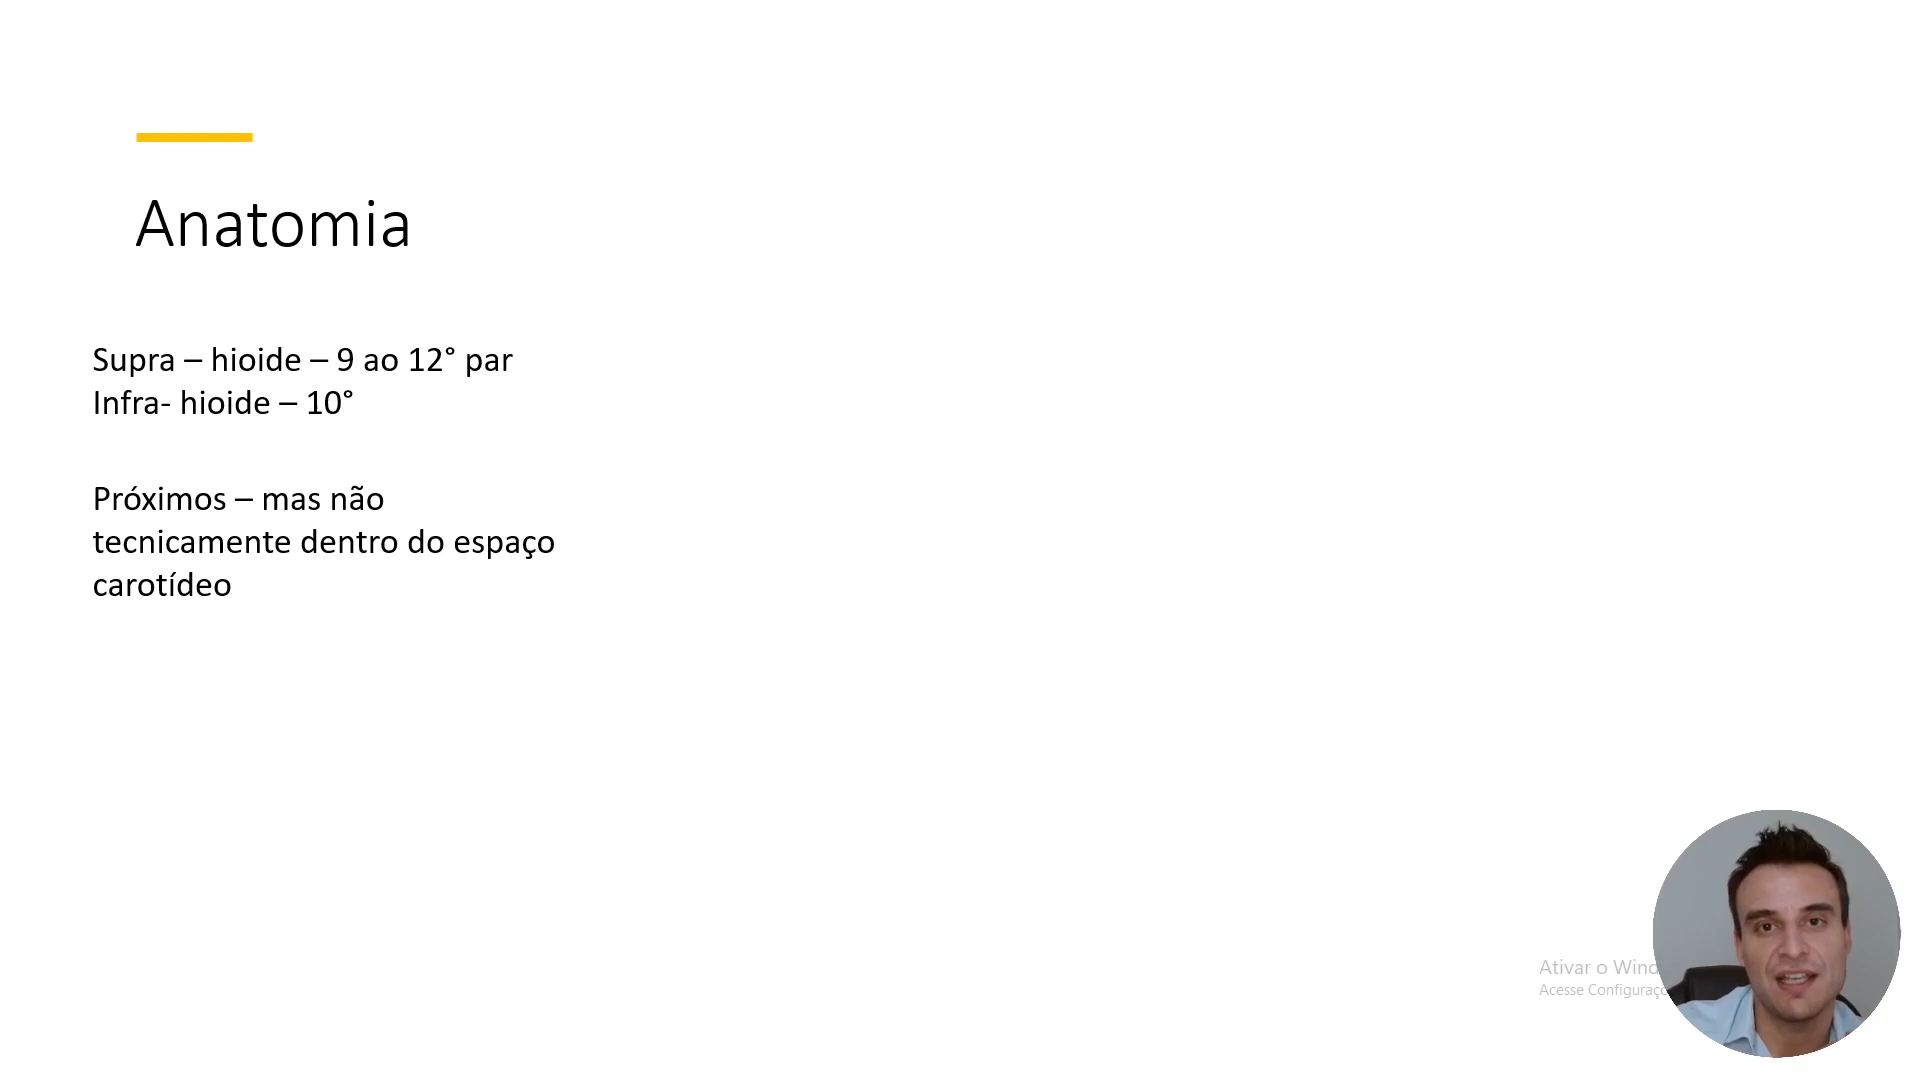 Anatomia
Supra – hioide – 9 ao 12° par
Infra- hioide – 10°
Próximos – mas não
tecnicamente dentro do espaço
carotídeo
Ativar o Wind
Acesse Configuraço